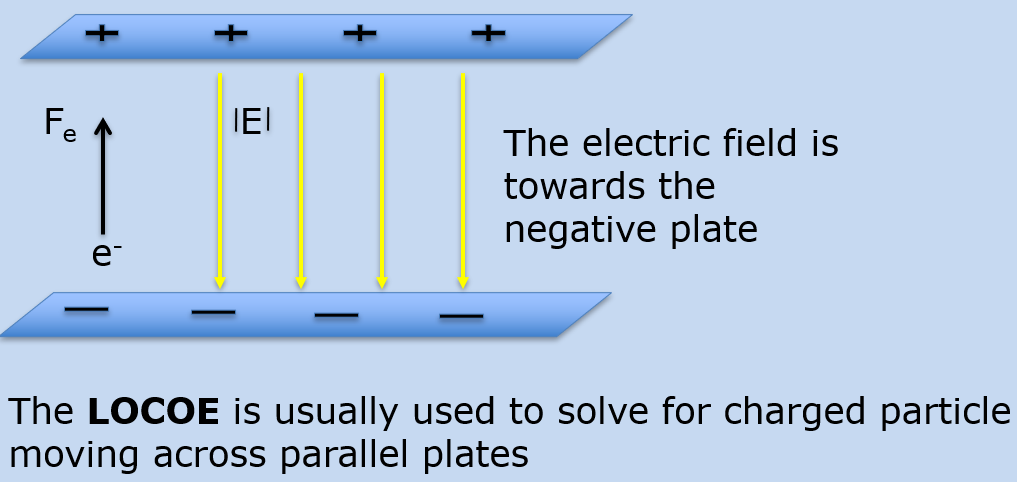 + + + +
Fe
|E|
The electric field is
towards the
negative plate
e-
— — — —
The LOCOE is usually used to solve for charged particle
moving across parallel plates